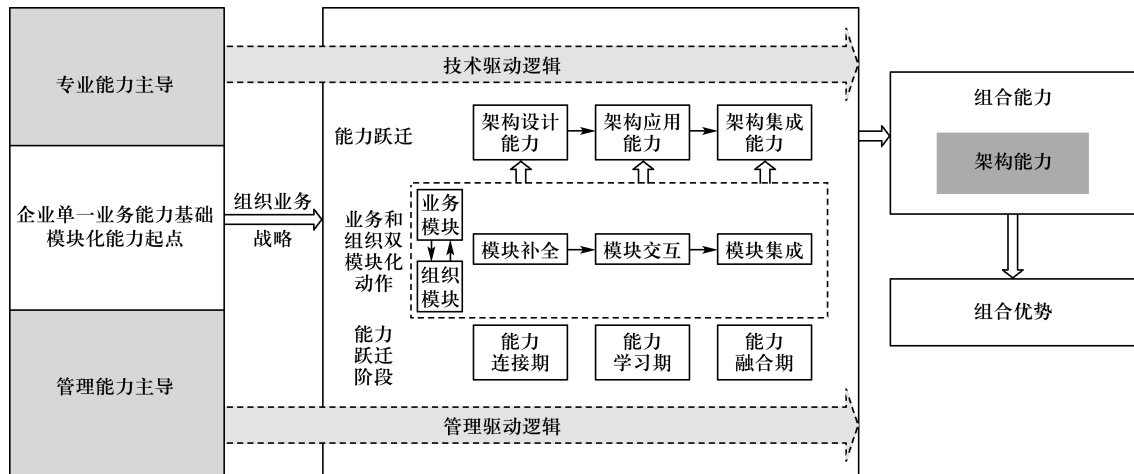 专业能力主导
企业单一业务能力基础
模块化能力起点
管理能力主导
组织业务
战略
技术驱动逻辑
能力跃迁
架构设计
能力
架构应用
能力
架构集成
能力
业务和
组织双
模块化
动作
业务
模块
组织
模块
模块补全
模块交互
模块集成
能力
跃迁
阶段
能力
连接期
能力
学习期
能力
融合期
管理驱动逻辑
组合能力
架构能力
组合优势